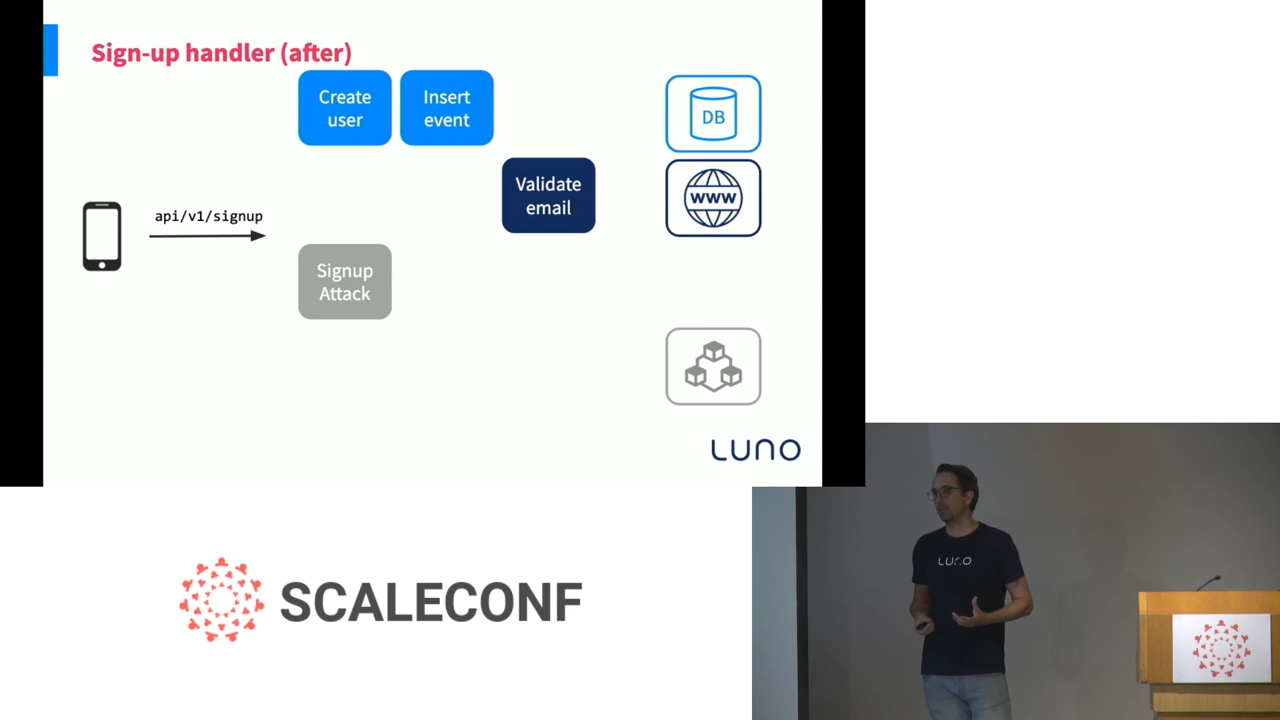 Sign-up handler (after)
Create
user
Insert
event
DB
Validate
email
www
api/v1/signup
Signup
Attack
LUNO
SCALECONF
LUNO